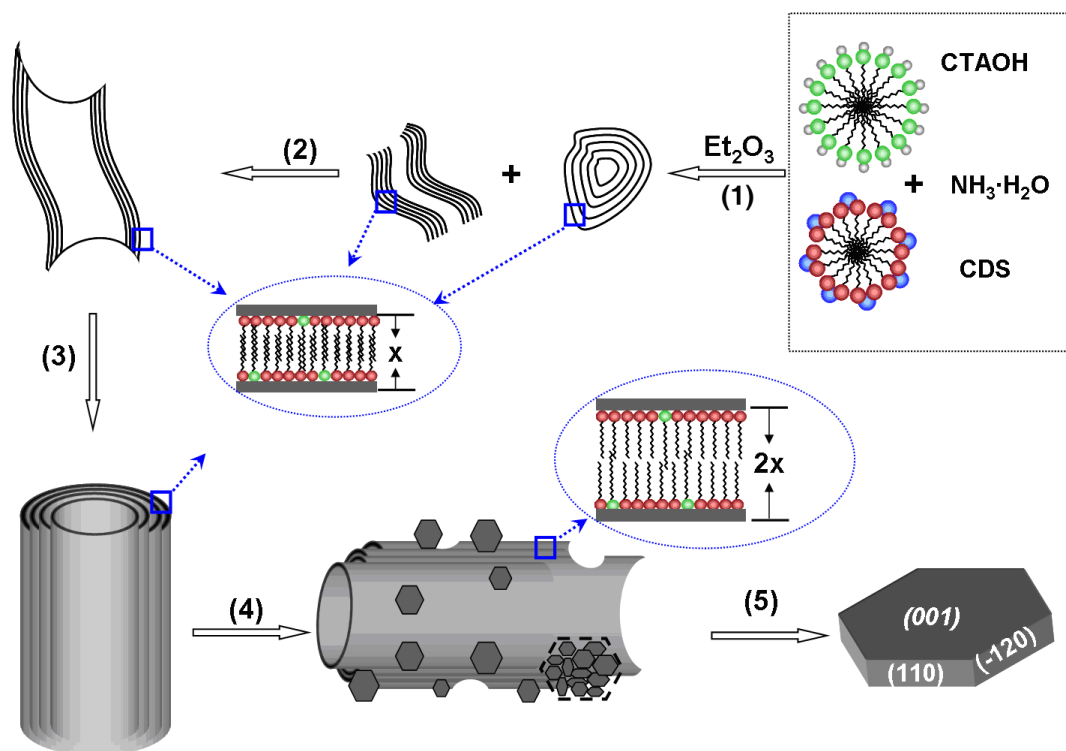 CTAOH
+
NH₃·H₂O
CDS
Et₂O₃
(1)
+
(2)
x
(3)
2x
(4)
(5)
(001)
(110)
(-120)